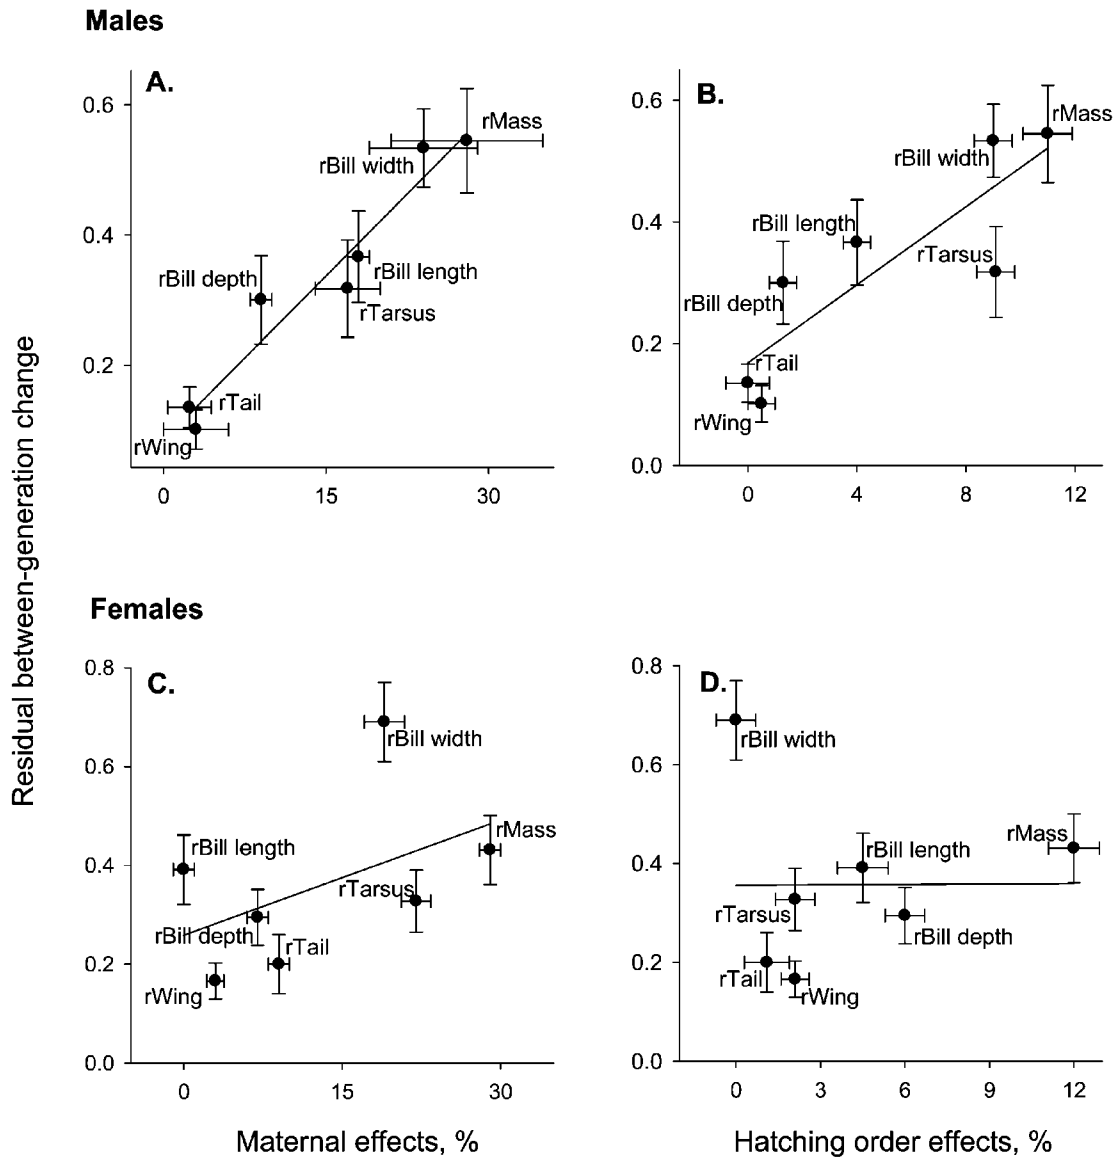 Males
A.
0.6
0.4
0.2
0
15
30
rMass
rBill width
rBill length
rTarsus
rBill depth
rTail
rWing
B.
0.6
0.4
0.2
0.0
0
4
8
12
rMass
rBill width
rBill length
rTarsus
rBill depth
rTail
rWing
Residual between-generation change
Females
C.
0.8
0.6
0.4
0.2
0.0
0
15
30
rBill width
rMass
rBill length
rTarsus
rBill depth
rTail
rWing
Maternal effects, %
D.
0.8
0.6
0.4
0.2
0.0
0
3
6
9
12
rBill width
rMass
rBill length
rTarsus
rBill depth
rTail
rWing
Hatching order effects, %